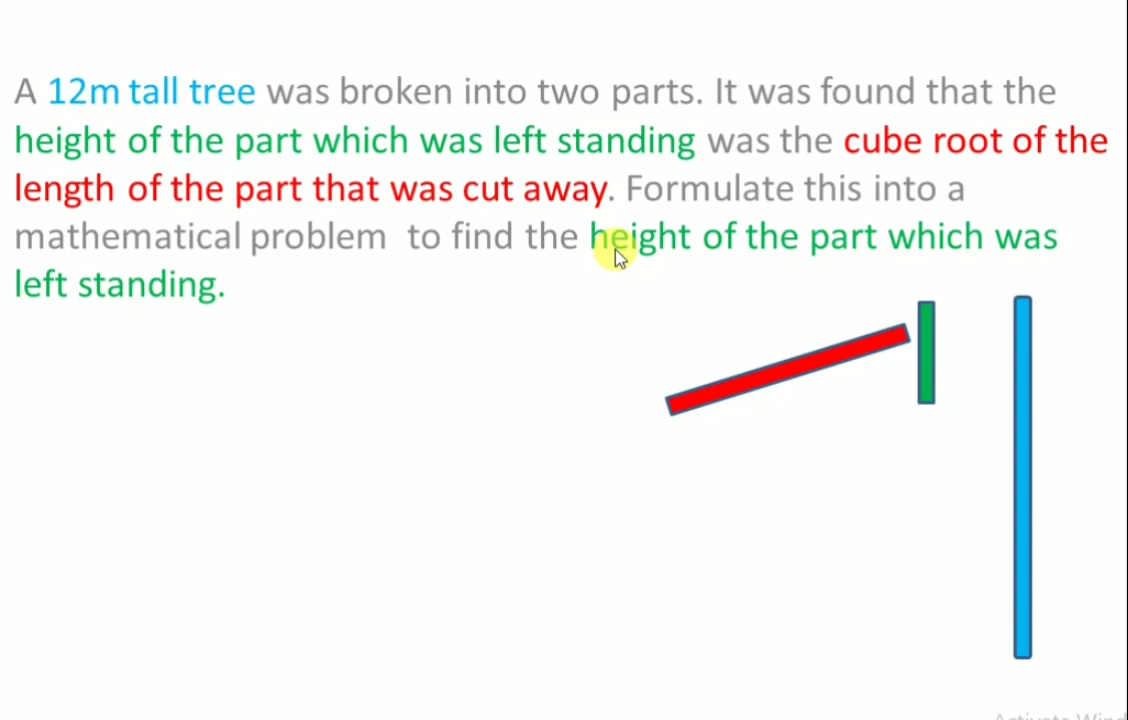 A 12m tall tree was broken into two parts. It was found that the
height of the part which was left standing was the cube root of the
length of the part that was cut away. Formulate this into a
mathematical problem  to find the height of the part which was
left standing.